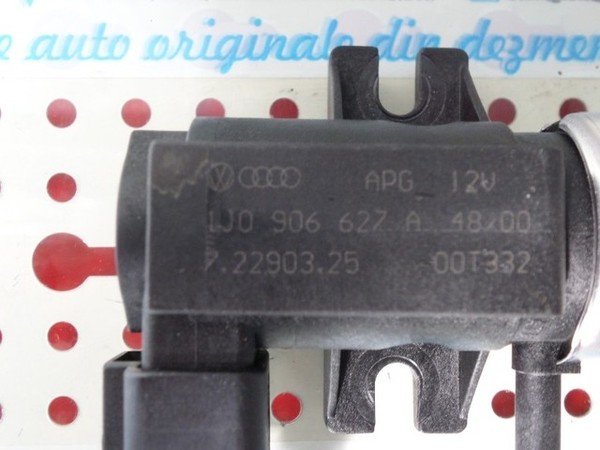 e auto originale din dezmem
APG 12V
1J0 906 627 A 48/00
7.22903.25 00T332